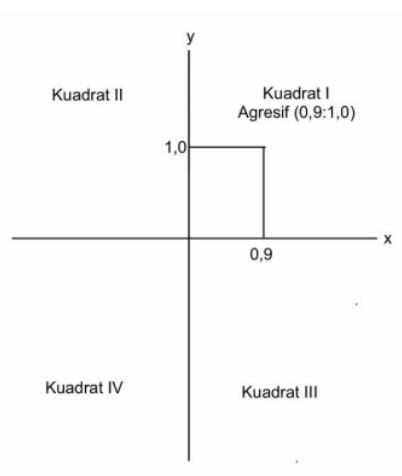 y
Kuadrat II
Kuadrat I
Agresif (0,9:1,0)
1,0
x
0,9
Kuadrat IV
Kuadrat III